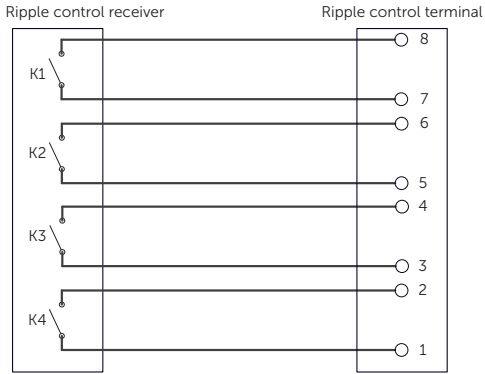 Ripple control receiver
Ripple control terminal
8
K1
7
6
K2
5
4
K3
3
2
K4
1